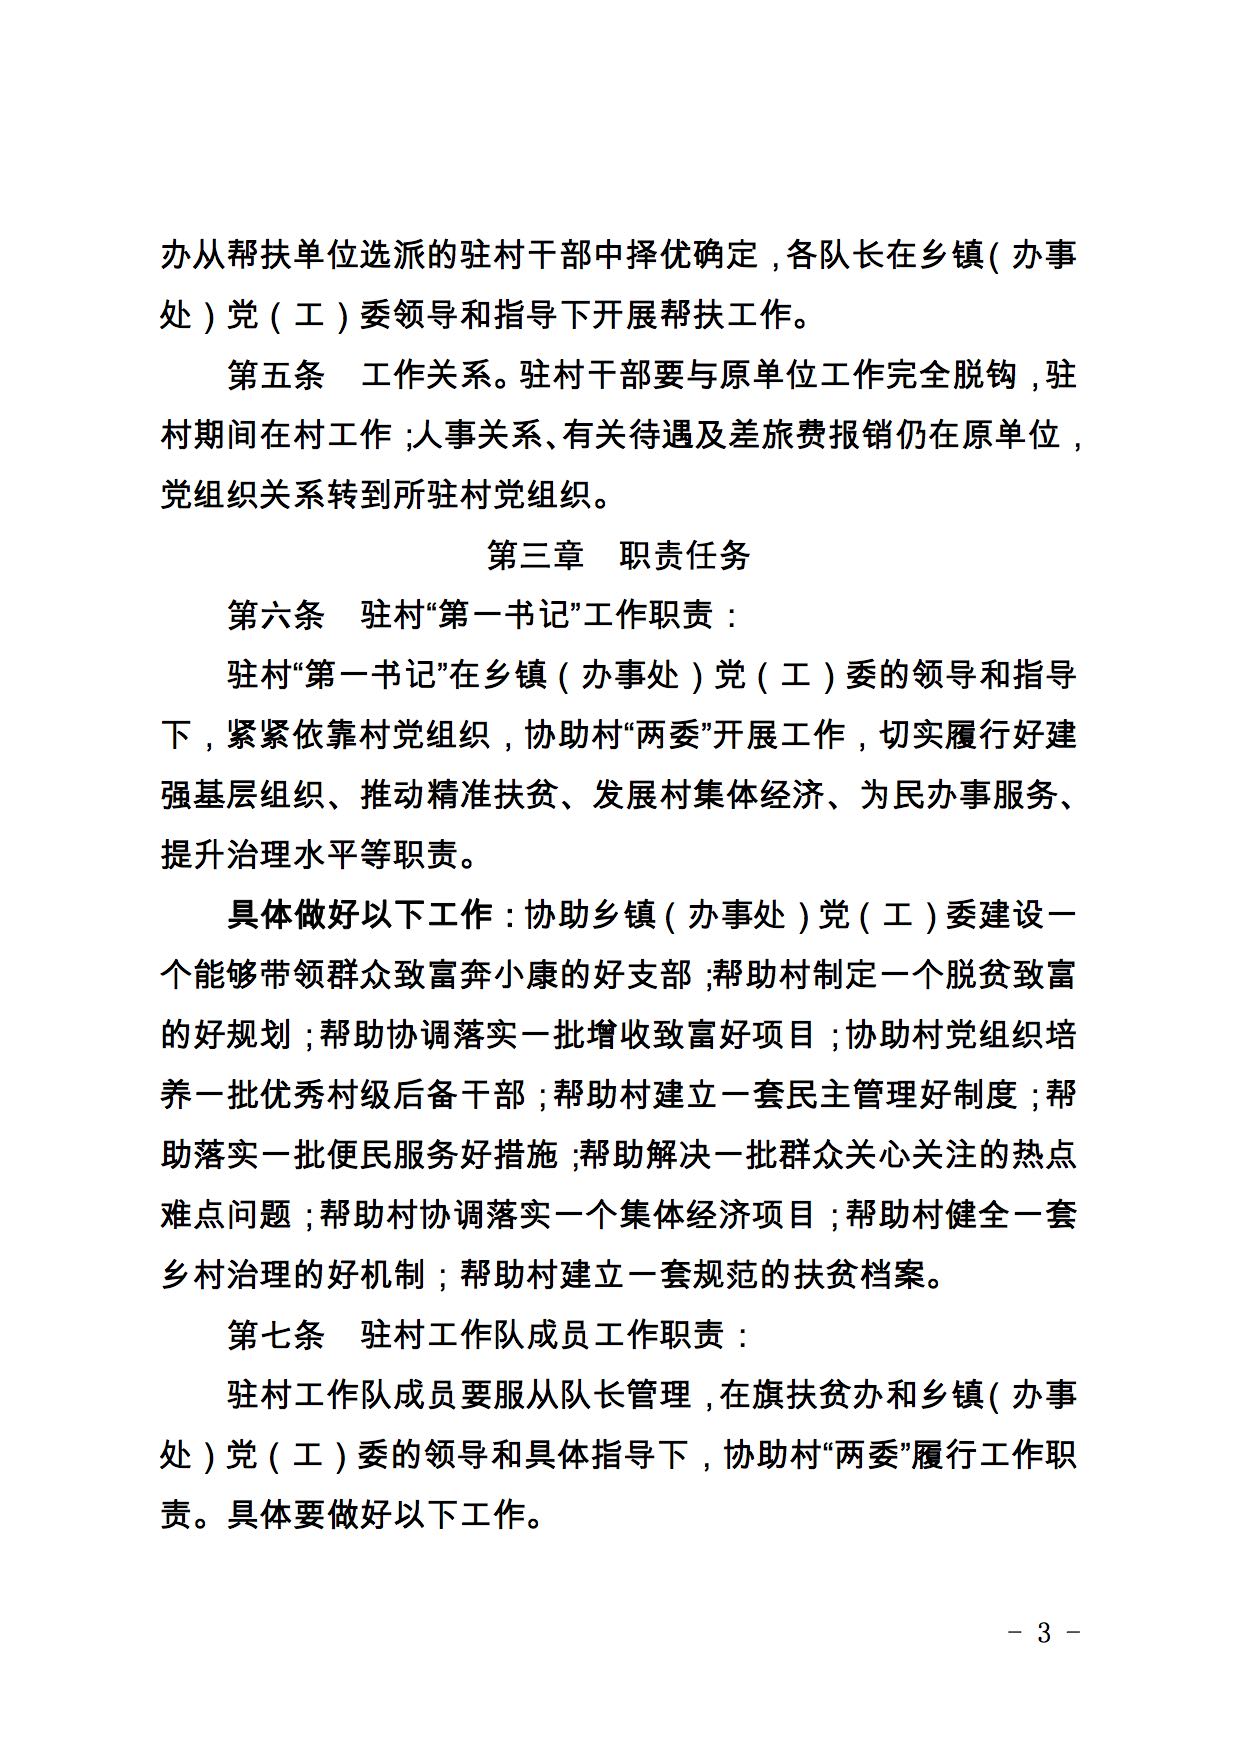 办从帮扶单位选派的驻村干部中择优确定，各队长在乡镇（办事
处）党（工）委领导和指导下开展帮扶工作。
第五条　工作关系。驻村干部要与原单位工作完全脱钩，驻
村期间在村工作；人事关系、有关待遇及差旅费报销仍在原单位，
党组织关系转到所驻村党组织。
第三章　职责任务
第六条　驻村“第一书记”工作职责：
驻村“第一书记”在乡镇（办事处）党（工）委的领导和指导
下，紧紧依靠村党组织，协助村“两委”开展工作，切实履行好建
强基层组织、推动精准扶贫、发展村集体经济、为民办事服务、
提升治理水平等职责。
具体做好以下工作：协助乡镇（办事处）党（工）委建设一
个能够带领群众致富奔小康的好支部；帮助村制定一个脱贫致富
的好规划；帮助协调落实一批增收致富好项目；协助村党组织培
养一批优秀村级后备干部；帮助村建立一套民主管理好制度；帮
助落实一批便民服务好措施；帮助解决一批群众关心关注的热点
难点问题；帮助村协调落实一个集体经济项目；帮助村健全一套
乡村治理的好机制；帮助村建立一套规范的扶贫档案。
第七条　驻村工作队成员工作职责：
驻村工作队成员要服从队长管理，在旗扶贫办和乡镇（办事
处）党（工）委的领导和具体指导下，协助村“两委”履行工作职
责。具体要做好以下工作。
- 3 -